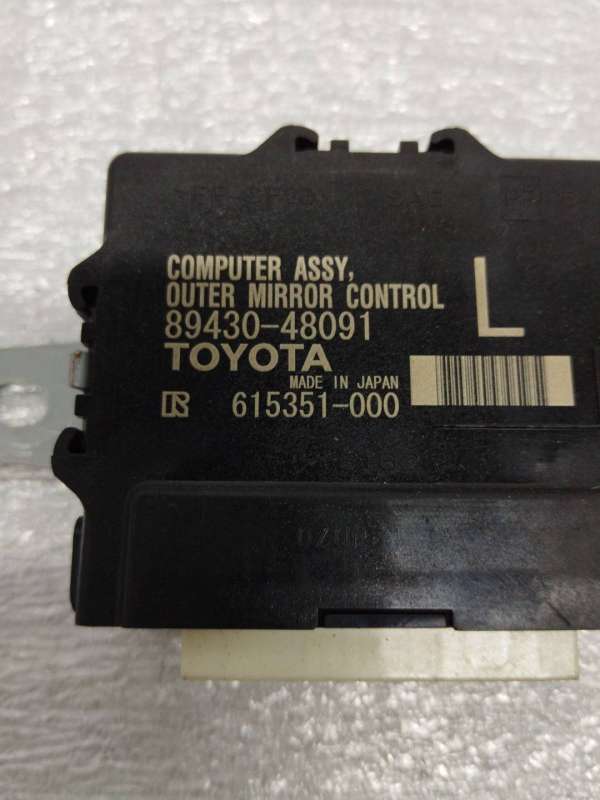 COMPUTER ASSY,
OUTER MIRROR CONTROL
L
89430-48091
TOYOTA
MADE IN JAPAN
615351-000